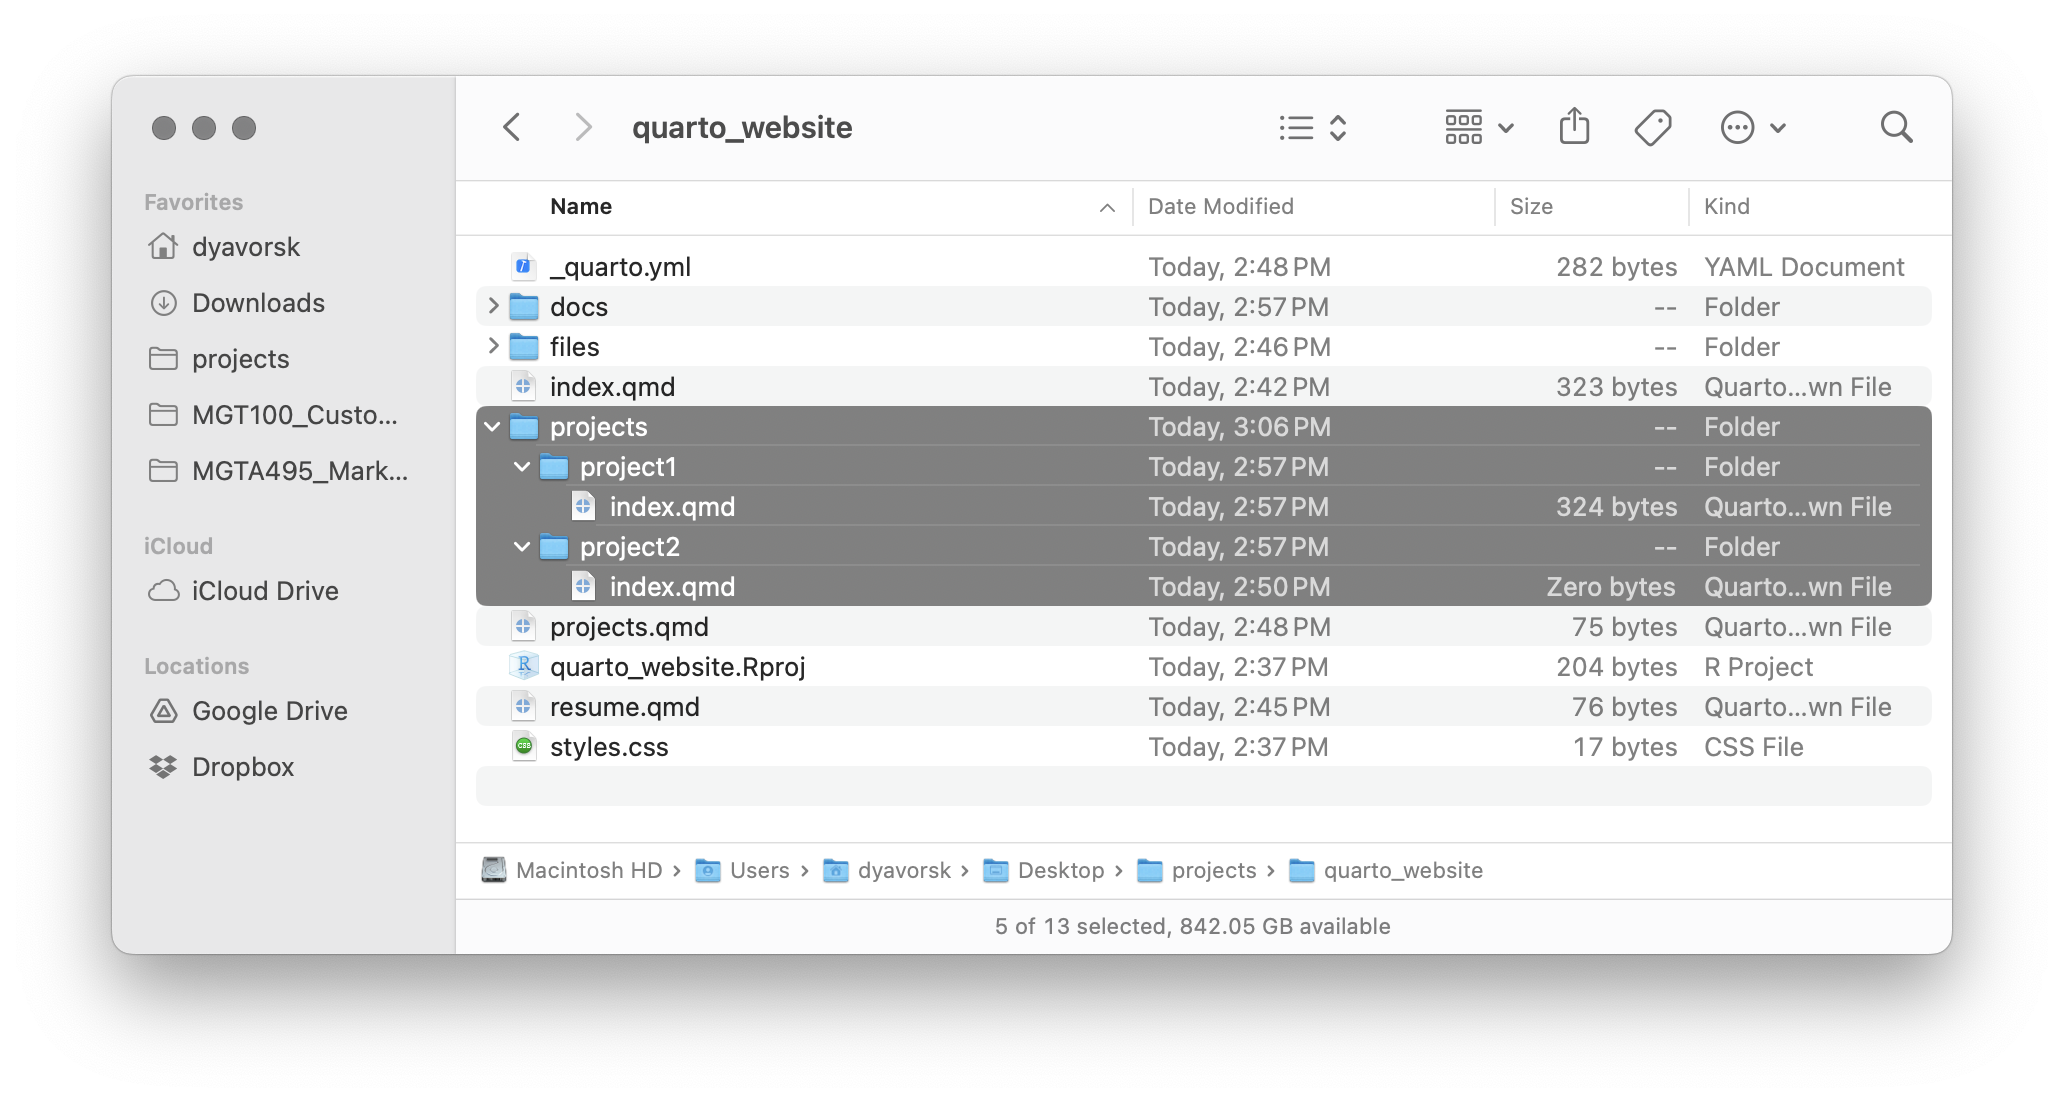 quarto_website
Favorites
dyavorsk
Downloads
projects
MGT100_Custo...
MGTA495_Mark...
iCloud
iCloud Drive
Locations
Google Drive
Dropbox
Name Date Modified Size Kind
_quarto.yml Today, 2:48 PM 282 bytes YAML Document
docs Today, 2:57 PM -- Folder
files Today, 2:46 PM -- Folder
index.qmd Today, 2:42 PM 323 bytes Quarto...wn File
projects Today, 3:06 PM -- Folder
project1 Today, 2:57 PM -- Folder
index.qmd Today, 2:57 PM 324 bytes Quarto...wn File
project2 Today, 2:57 PM -- Folder
index.qmd Today, 2:50 PM Zero bytes Quarto...wn File
projects.qmd Today, 2:48 PM 75 bytes Quarto...wn File
quarto_website.Rproj Today, 2:37 PM 204 bytes R Project
resume.qmd Today, 2:45 PM 76 bytes Quarto...wn File
styles.css Today, 2:37 PM 17 bytes CSS File
Macintosh HD › Users › dyavorsk › Desktop › projects › quarto_website
5 of 13 selected, 842.05 GB available